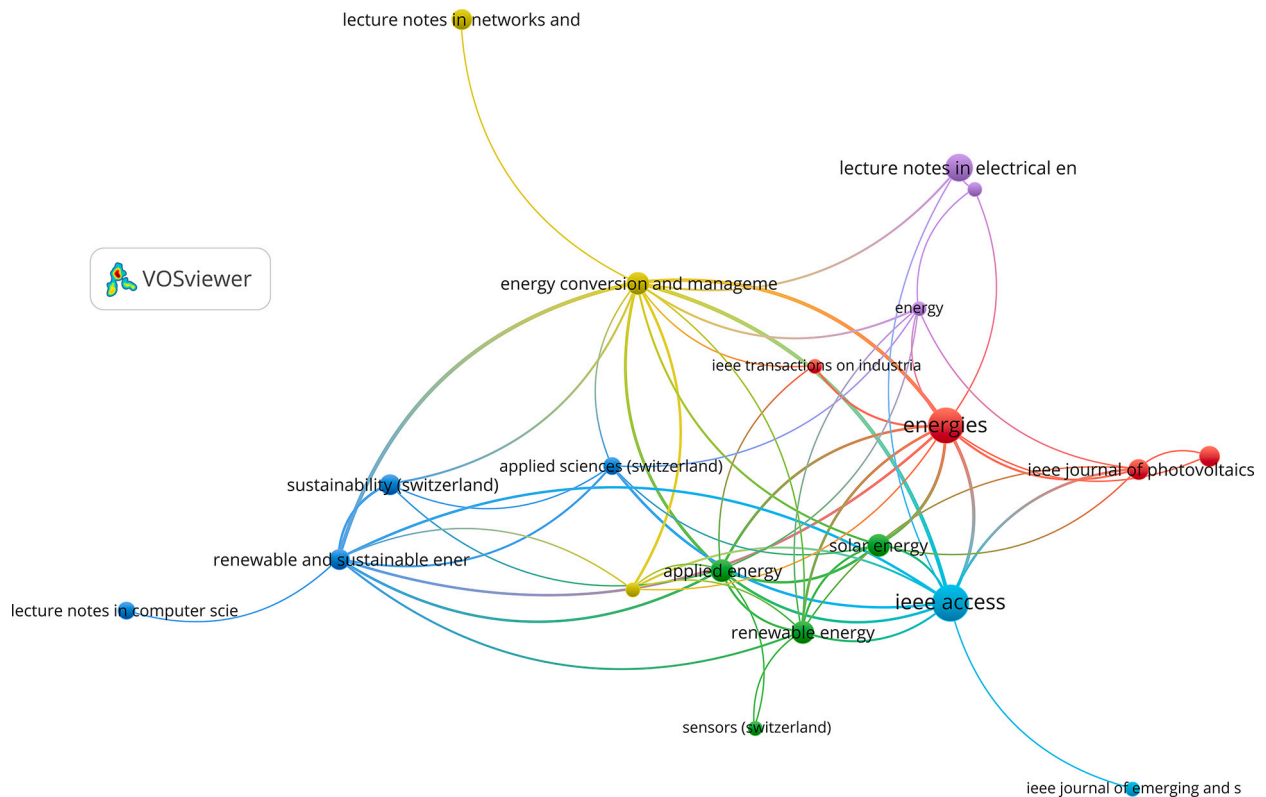 lecture notes in networks and
lecture notes in electrical en
VOSviewer
energy conversion and manageme
energy
ieee transactions on industria
energies
applied sciences (switzerland)
ieee journal of photovoltaics
sustainability (switzerland)
solar energy
renewable and sustainable ener
applied energy
ieee access
lecture notes in computer scie
renewable energy
sensors (switzerland)
ieee journal of emerging and s